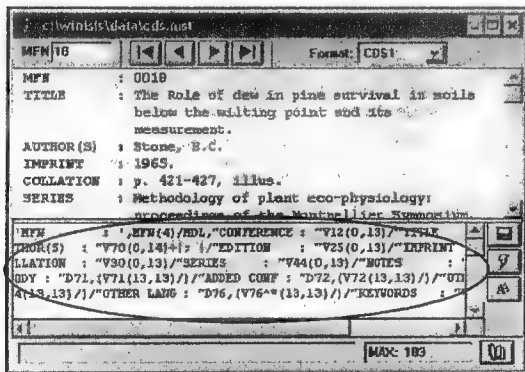 c:\winisis\data\cds.mst
MFN 18 Format: CDS1
MFN : 0018
TITLE : The Role of dew in pine survival in soils
below the wilting point and its
measurement.
AUTHOR(S) : Stone, E.C.
IMPRINT : 1965.
COLLATION : p. 421-427, illus.
SERIES : Methodology of plant eco-physiology:
proceedings of the Montpellier Symposium
'MFN : ',MFN(4)/MDL,"CONFERENCE : "V12(0,13)/"TITLE
THOR(S) : "V70(0,14)+|; |/"EDITION : "V25(0,13)/"IMPRINT
LLATION : "V30(0,13)/"SERIES : "V44(0,13)/"NOTES :
ODY : "D71,(V71(13,13)/)/"ADDED CONF : "D72,(V72(13,13)/)/"OTH
4(13,13)/)/"OTHER LANG : "D76,(V76^*(13,13)/)/"KEYWORDS :
MAX: 183